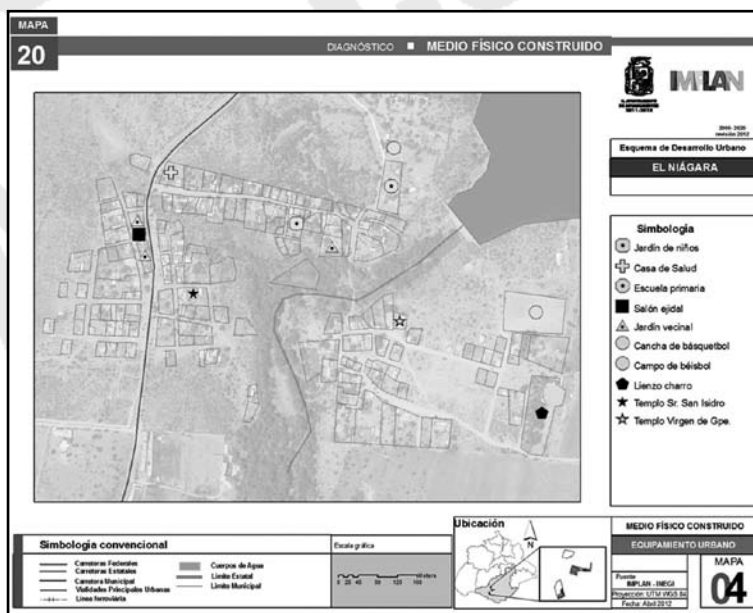 MAPA
20
DIAGNÓSTICO ■ MEDIO FÍSICO CONSTRUIDO
IMPLAN
Esquema de Desarrollo Urbano
EL NIÁGARA
Simbología
Jardín de niños
Casa de Salud
Escuela primaria
Salón ejidal
Jardín vecinal
Cancha de básquetbol
Campo de béisbol
Lienzo charro
Templo Sr. San Isidro
Templo Virgen de Gpe.
Simbología convencional
Carreteras Federales
Carreteras Estatales
Carretera Municipal
Vialidades Principales Urbanas
Línea ferroviaria
Cuerpos de Agua
Límite Estatal
Límite Municipal
Escala gráfica
Ubicación
N
MEDIO FÍSICO CONSTRUIDO
EQUIPAMIENTO URBANO
Fuente
IMPLAN - INEGI
Proyección: UTM WGS 84
Fecha: Abril 2012
MAPA
04